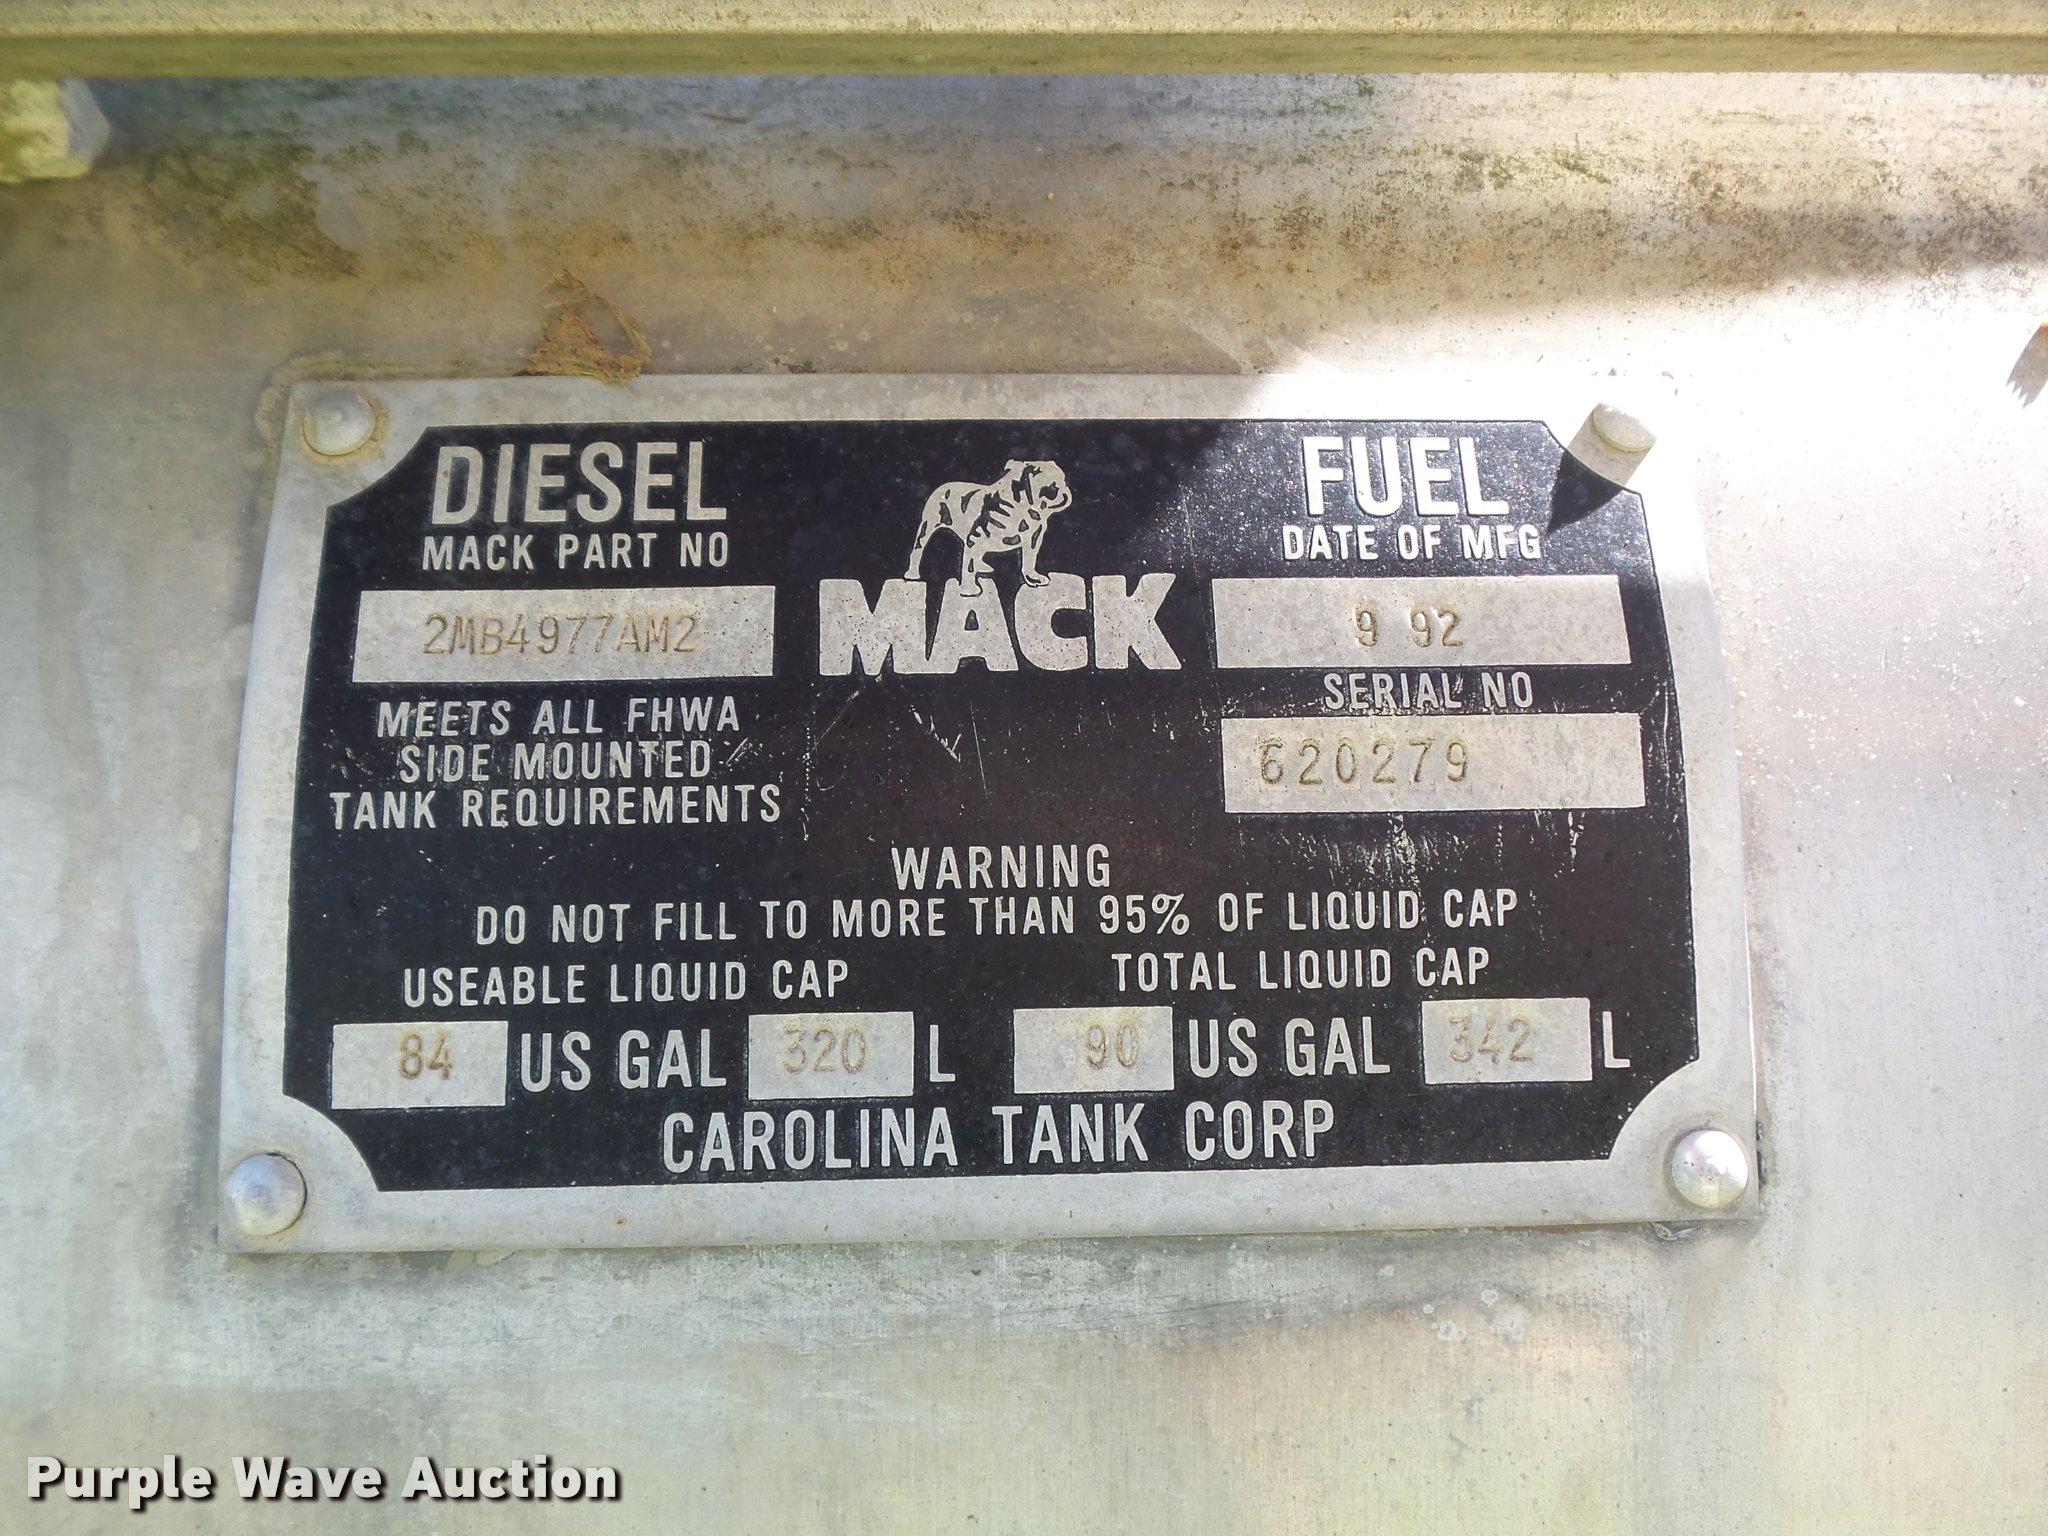 DIESEL
MACK PART NO
2MB4977AM2
MEETS ALL FHWA
SIDE MOUNTED
TANK REQUIREMENTS
MACK
FUEL
DATE OF MFG
9 92
SERIAL NO
620279
WARNING
DO NOT FILL TO MORE THAN 95% OF LIQUID CAP
USEABLE LIQUID CAP
TOTAL LIQUID CAP
84 US GAL 320 L 90 US GAL 342 L
CAROLINA TANK CORP
Purple Wave Auction